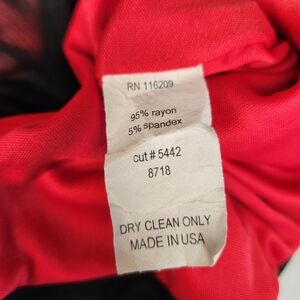 RN 116209
95% rayon
5% spandex
cut # 5442
8718
DRY CLEAN ONLY
MADE IN USA